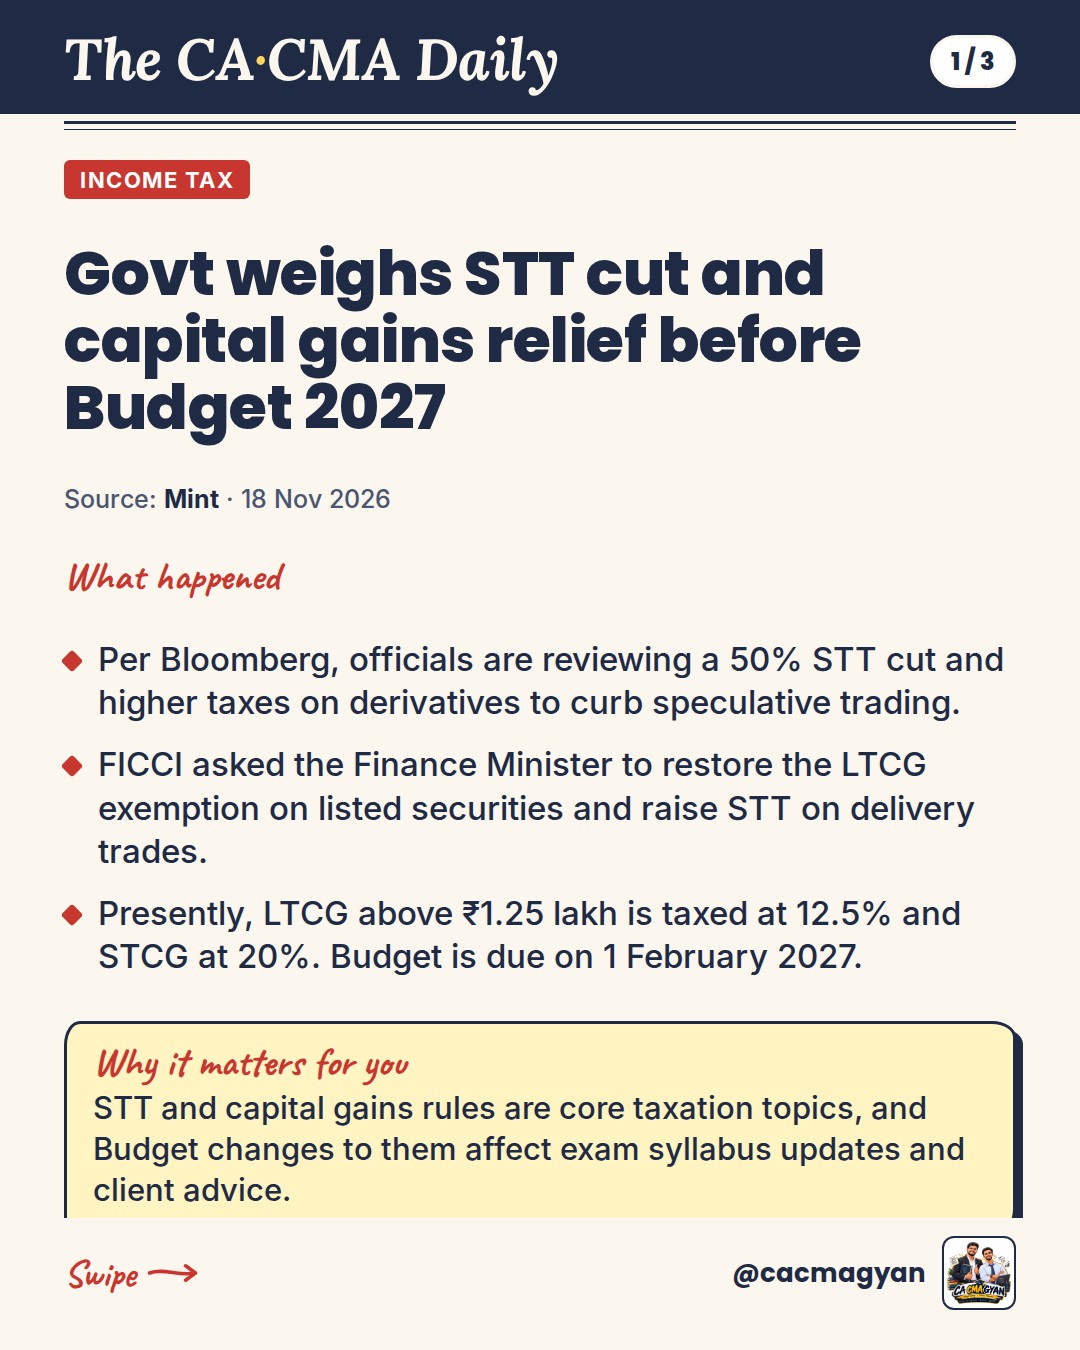 The CA·CMA Daily
1/3
INCOME TAX
Govt weighs STT cut and
capital gains relief before
Budget 2027
Source: Mint · 18 Nov 2026
What happened
Per Bloomberg, officials are reviewing a 50% STT cut and
higher taxes on derivatives to curb speculative trading.
FICCI asked the Finance Minister to restore the LTCG
exemption on listed securities and raise STT on delivery
trades.
Presently, LTCG above ₹1.25 lakh is taxed at 12.5% and
STCG at 20%. Budget is due on 1 February 2027.
Why it matters for you
STT and capital gains rules are core taxation topics, and
Budget changes to them affect exam syllabus updates and
client advice.
Swipe
@cacmagyan
CA CMA GYAN